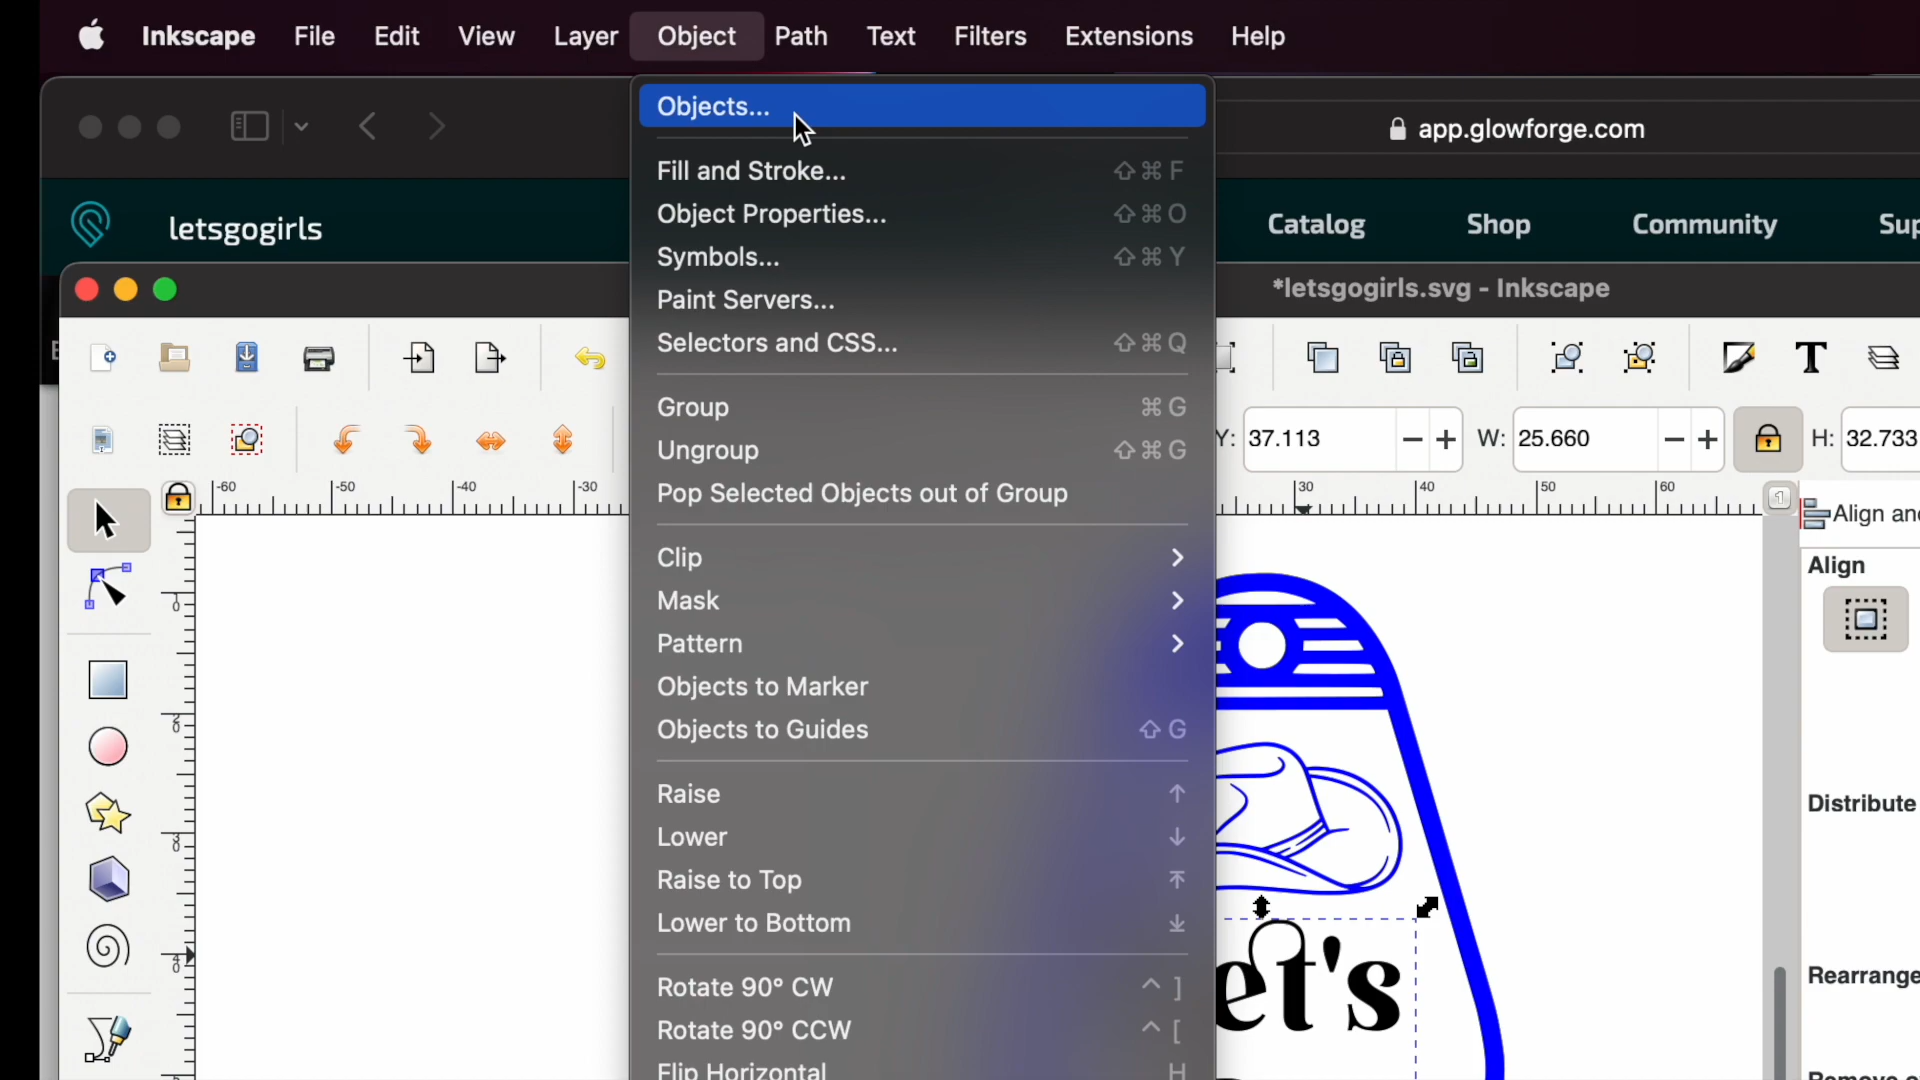 Inkscape File Edit View Layer Object Path Text Filters Extensions Help
Objects...
app.glowforge.com
Fill and Stroke... ⇧⌘F
letsgogirls
Object Properties... ⇧⌘O
Catalog Shop Community Sup
Symbols... ⇧⌘Y
*letsgogirls.svg - Inkscape
Paint Servers...
Selectors and CSS... ⇧⌘Q
Group ⌘G
Y: 37.113 W: 25.660 H: 32.733
Ungroup ⇧⌘G
Pop Selected Objects out of Group
-60 -50 -40 -30 30 40 50 60
1
Align and
Clip
Align
Mask
Pattern
Objects to Marker
Objects to Guides ⇧G
Raise ↑
Distribute
Lower ↓
Raise to Top
Lower to Bottom
et's
Rearrange
Rotate 90° CW ^ ]
Rotate 90° CCW ^ [
Flip Horizontal H